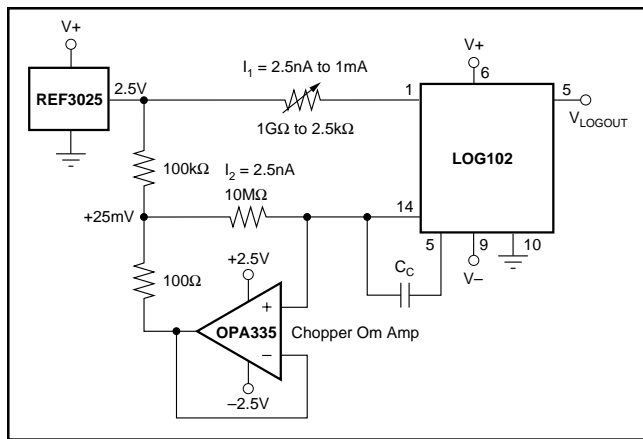 V+
REF3025
2.5V
I1 = 2.5nA to 1mA
1GΩ to 2.5kΩ
V+
6
1
5
VLOGOUT
LOG102
100kΩ
I2 = 2.5nA
10MΩ
+25mV
14
5
9
10
V–
CC
100Ω
+2.5V
+
OPA335
–
Chopper Om Amp
–2.5V